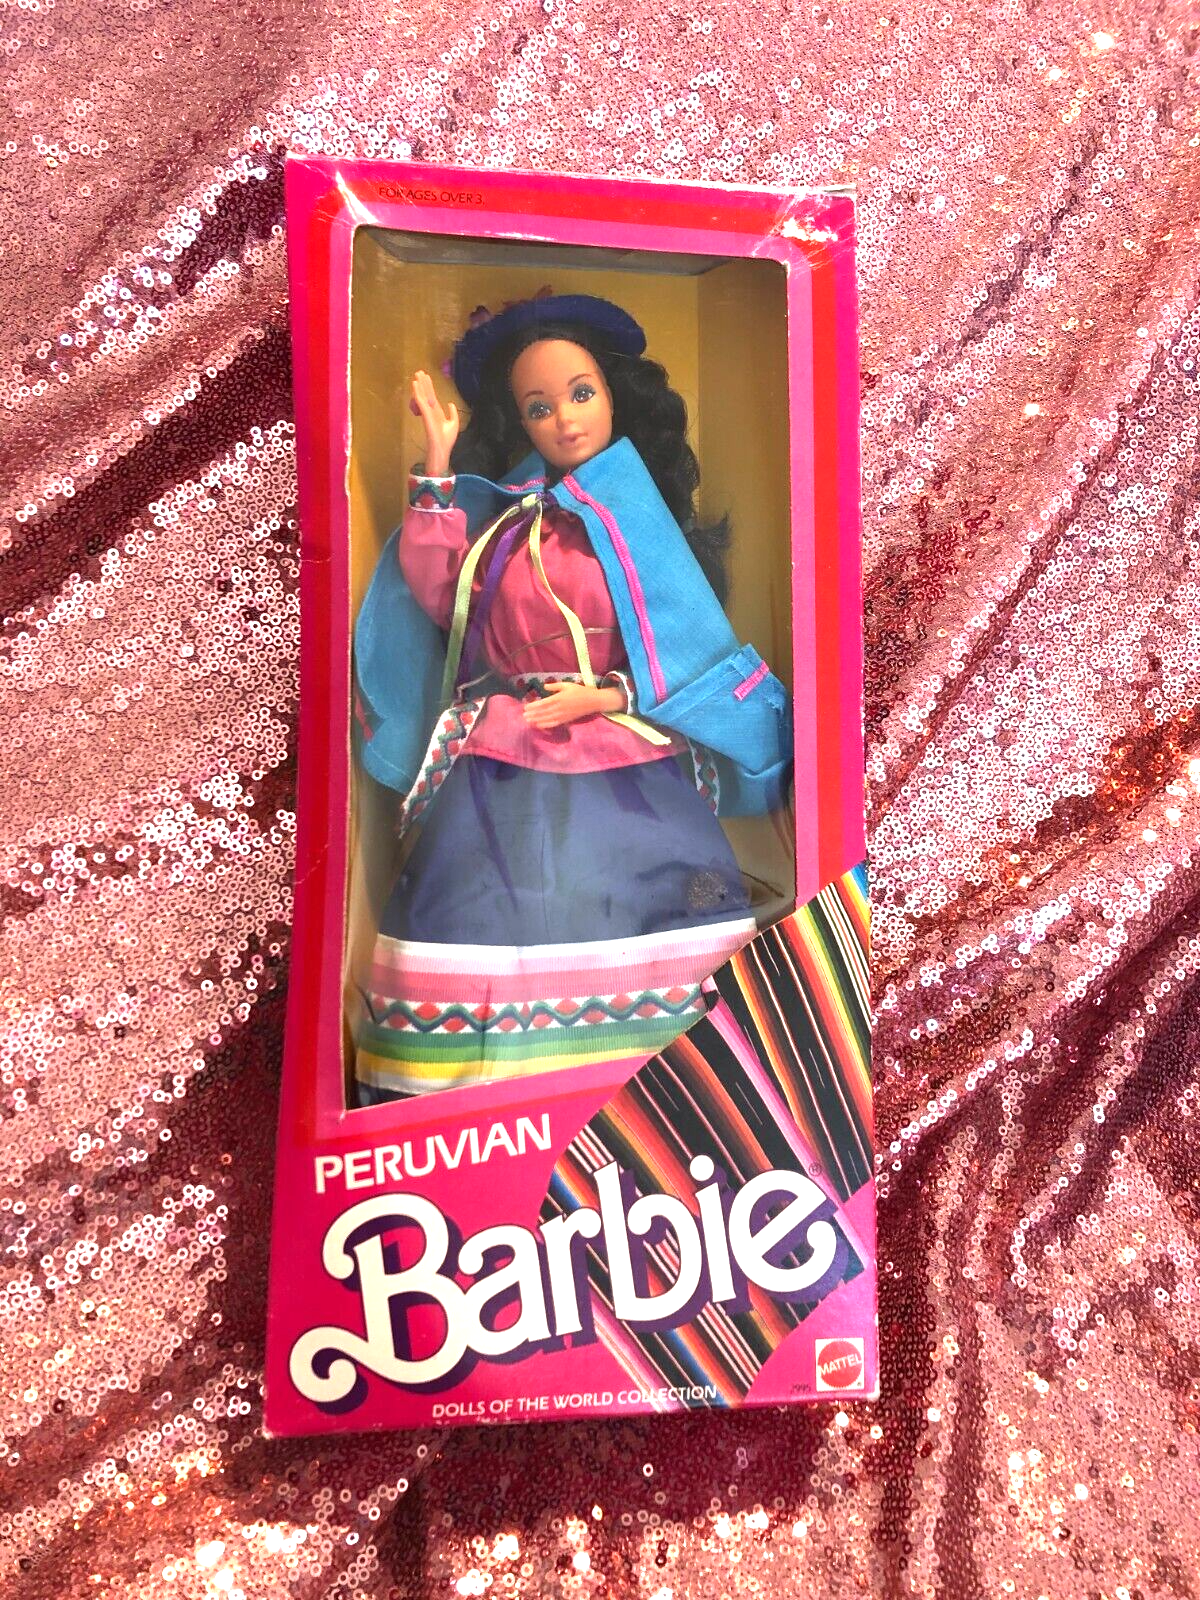 FOR AGES OVER 3.
PERUVIAN
Barbie®
DOLLS OF THE WORLD COLLECTION
2995
MATTEL